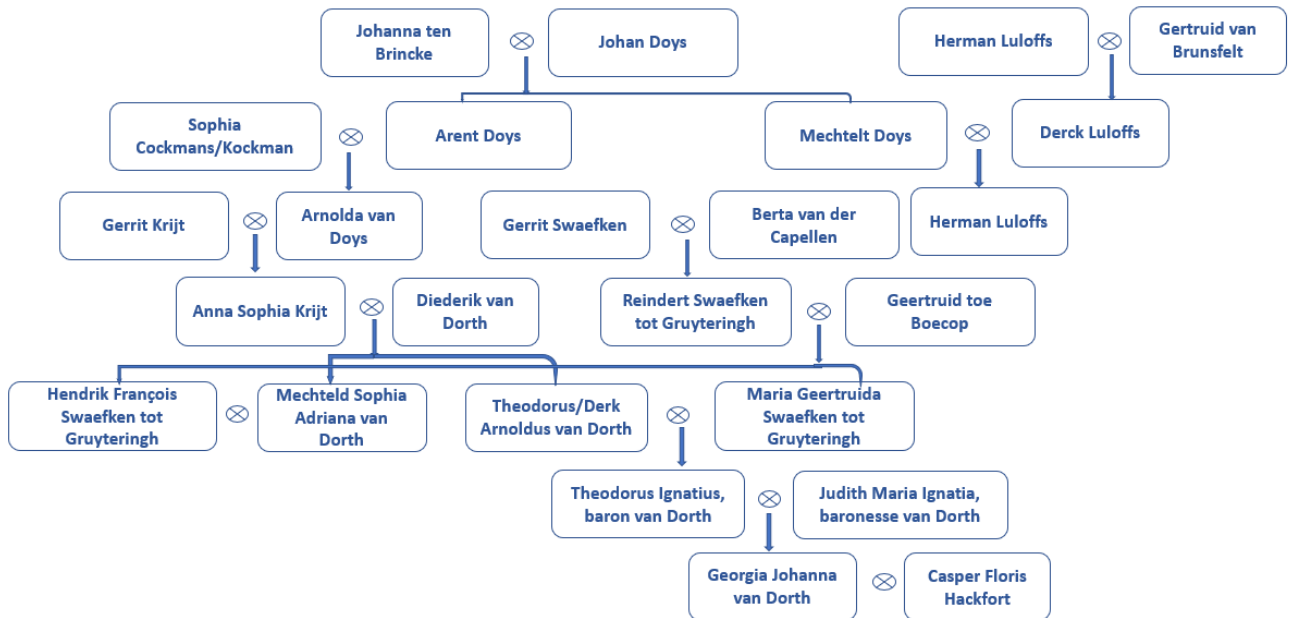 Johanna ten
Brincke
Johan Doys
Herman Luloffs
Gertruid van
Brunsfelt
Sophia
Cockmans/Kockman
Arent Doys
Mechtelt Doys
Derck Luloffs
Gerrit Krijt
Arnolda van
Doys
Gerrit Swaefken
Berta van der
Capellen
Herman Luloffs
Anna Sophia Krijt
Diederik van
Dorth
Reindert Swaefken
tot Gruyteringh
Geertruid toe
Boecop
Hendrik François
Swaefken tot
Gruyteringh
Mechteld Sophia
Adriana van
Dorth
Theodorus/Derk
Arnoldus van Dorth
Maria Geertruida
Swaefken tot
Gruyteringh
Theodorus Ignatius,
baron van Dorth
Judith Maria Ignatia,
baronesse van Dorth
Georgia Johanna
van Dorth
Casper Floris
Hackfort